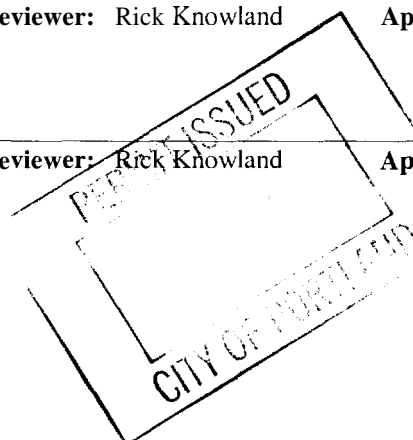 eviewer: Rick Knowland Ap
eviewer: Rick Knowland Ap
PERMIT ISSUED
CITY OF PORTLAND